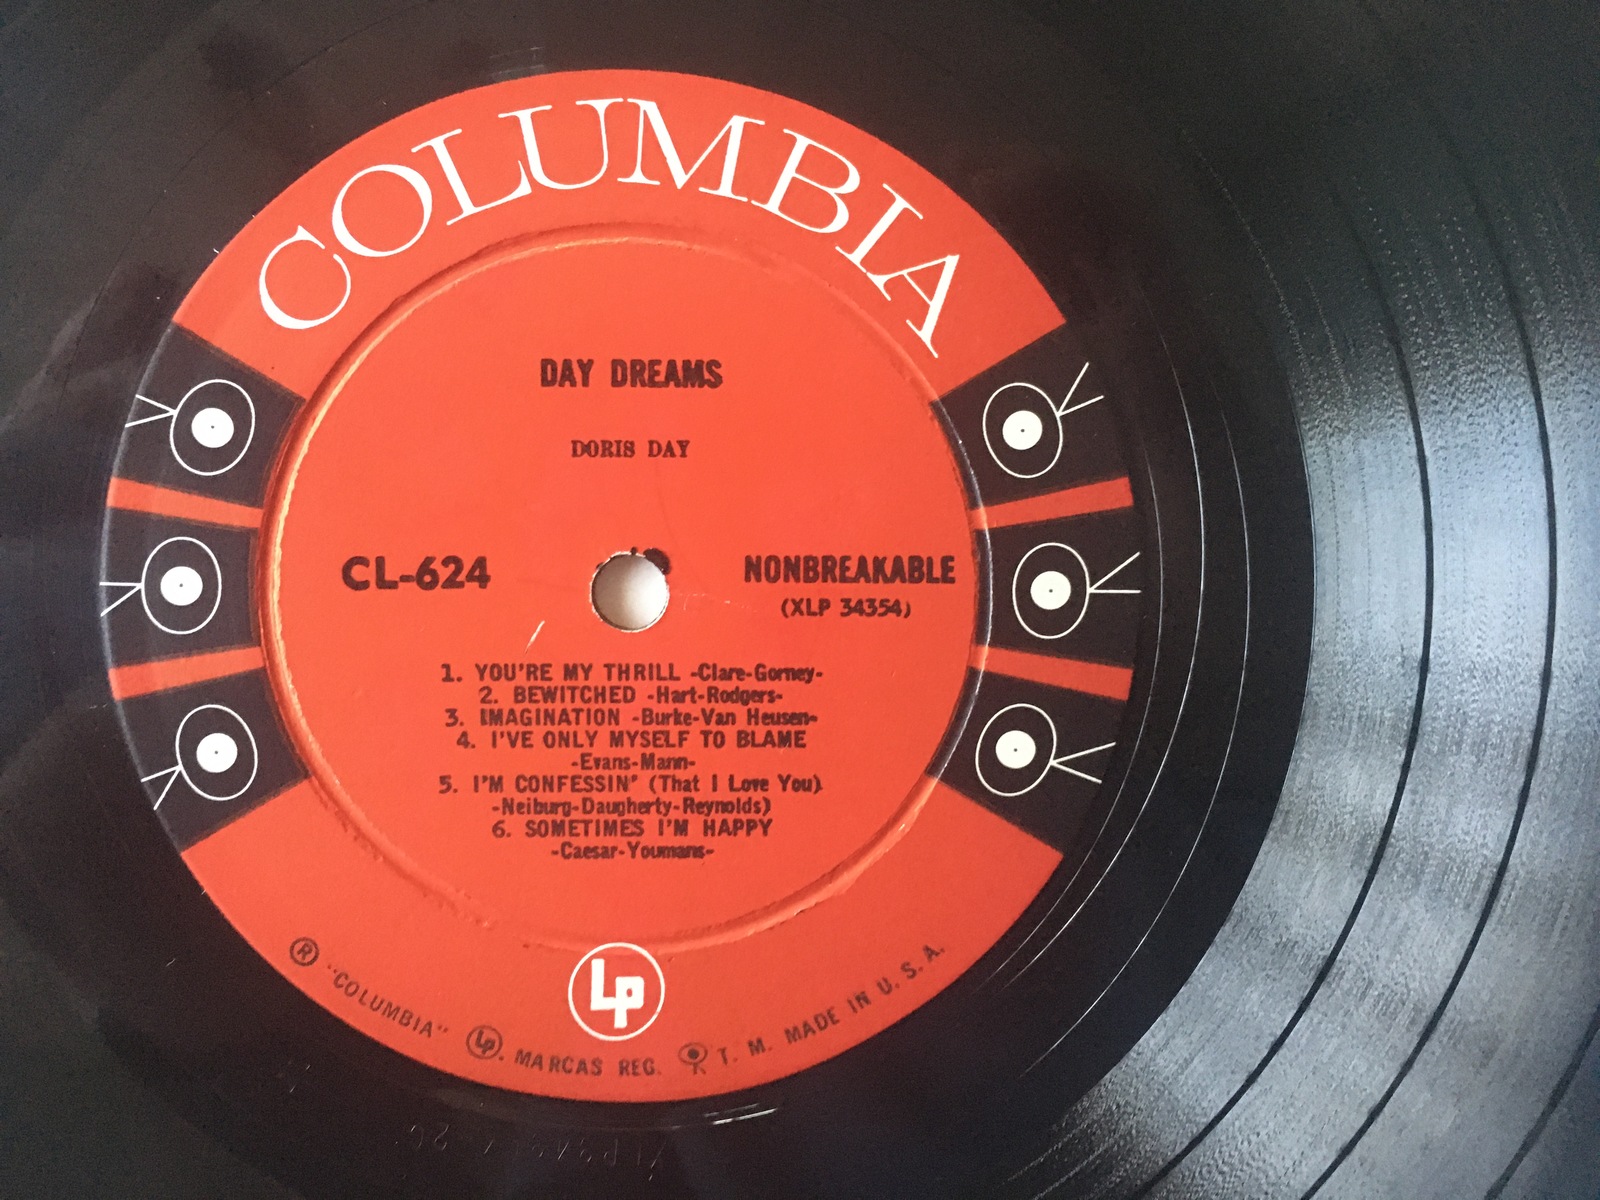 COLUMBIA
DAY DREAMS
DORIS DAY
CL-624
NONBREAKABLE
(XLP 34354)
1. YOU'RE MY THRILL -Clare-Gorney-
2. BEWITCHED -Hart-Rodgers-
3. IMAGINATION -Burke-Van Heusen-
4. I'VE ONLY MYSELF TO BLAME
-Evans-Mann-
5. I'M CONFESSIN' (That I Love You)
-Neiburg-Daugherty-Reynolds)
6. SOMETIMES I'M HAPPY
-Caesar-Youmans-
LP
® "COLUMBIA" LP. MARCAS REG. T. M. MADE IN U. S. A.